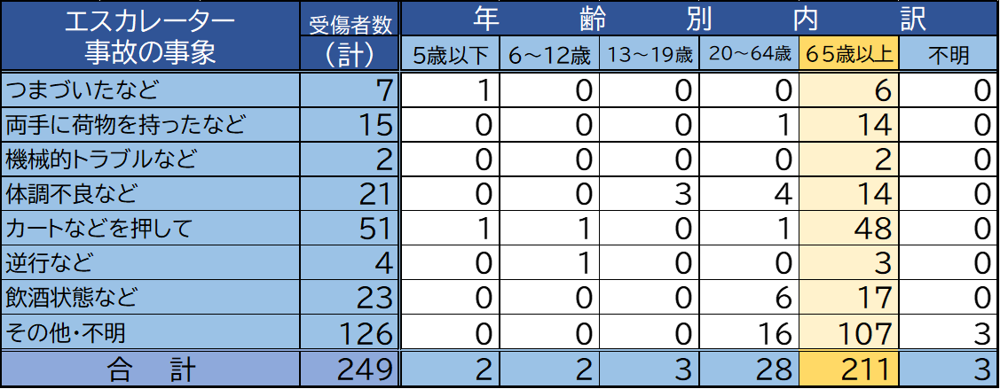 エスカレーター
事故の事象
受傷者数
（計）
年齢別内訳
5歳以下 6～12歳 13～19歳 20～64歳 65歳以上 不明
つまづいたなど 7 1 0 0 0 6 0
両手に荷物を持ったなど 15 0 0 0 1 14 0
機械的トラブルなど 2 0 0 0 0 2 0
体調不良など 21 0 0 3 4 14 0
カートなどを押して 51 1 1 0 1 48 0
逆行など 4 0 1 0 0 3 0
飲酒状態など 23 0 0 0 6 17 0
その他・不明 126 0 0 0 16 107 3
合計 249 2 2 3 28 211 3